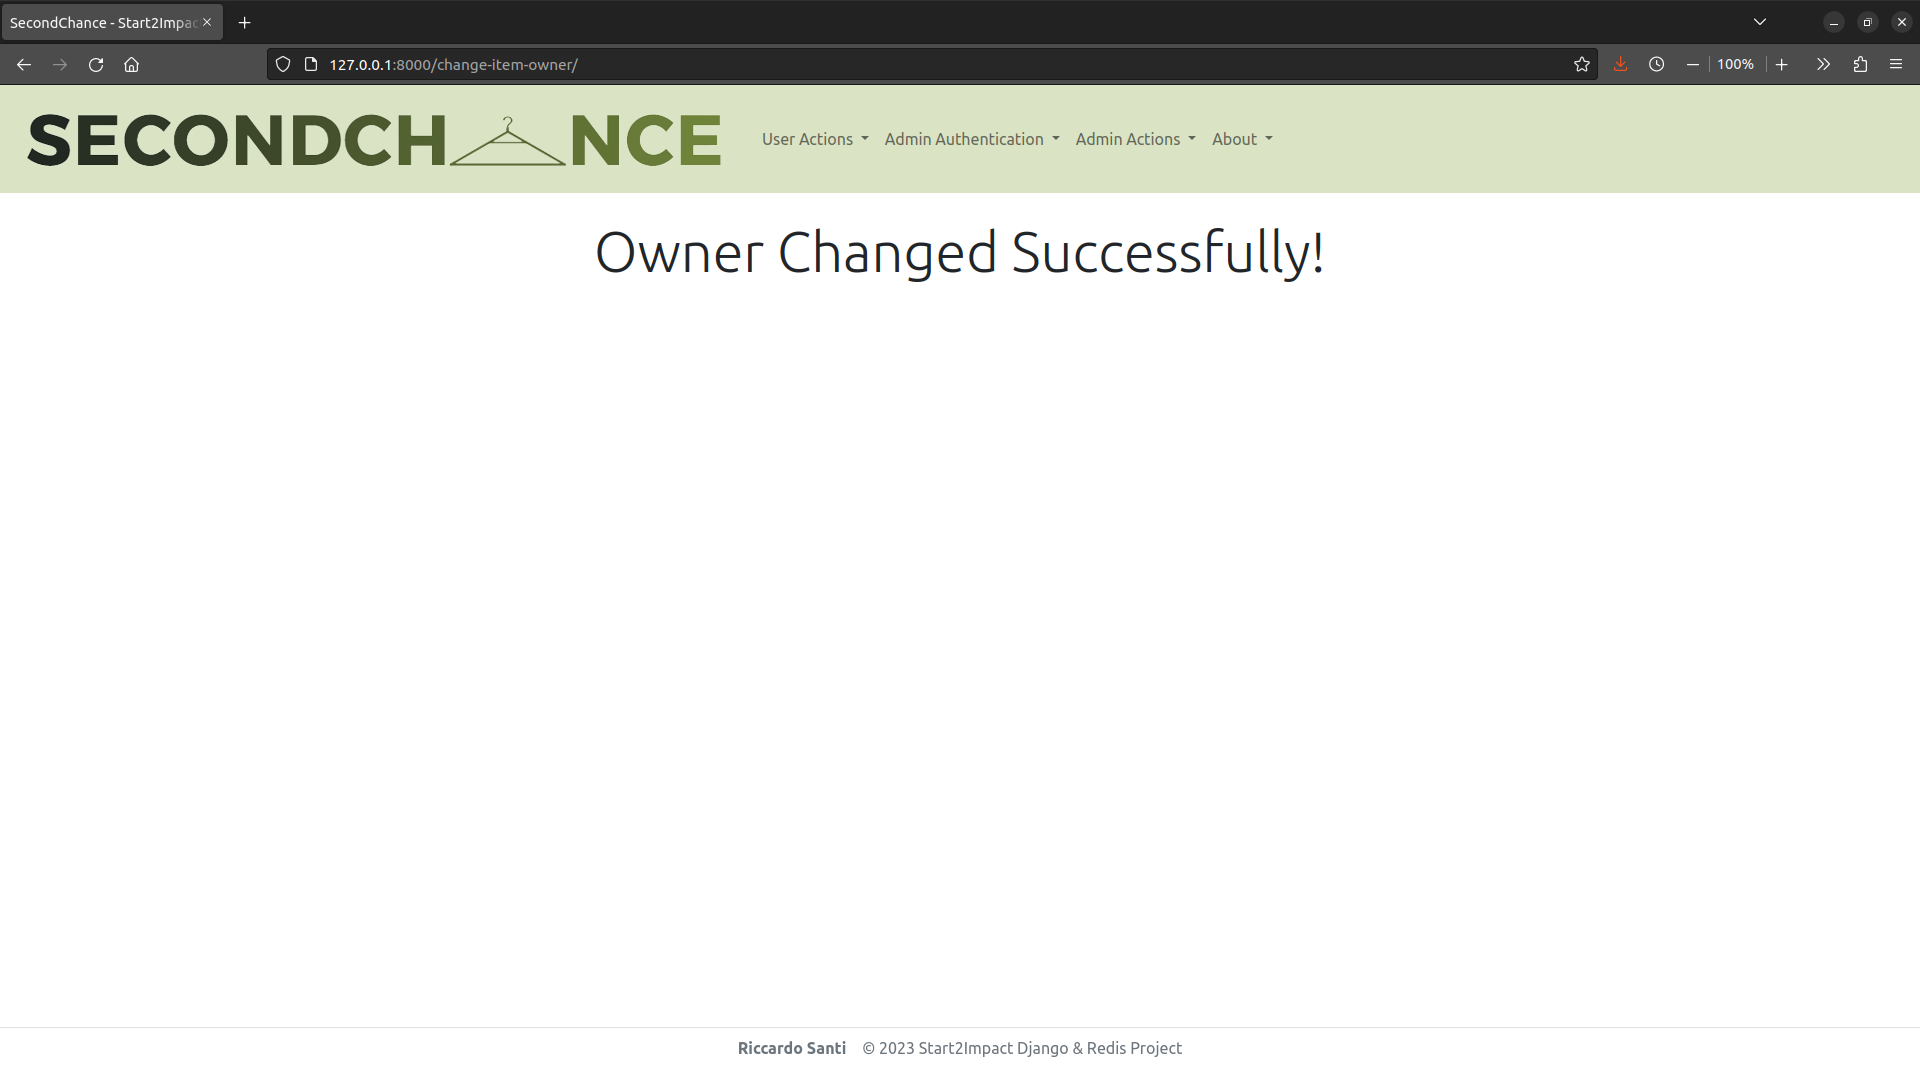 SecondChance - Start2Impac
127.0.0.1:8000/change-item-owner/
100%
SECONDCH NCE
User Actions
Admin Authentication
Admin Actions
About
Owner Changed Successfully!
Riccardo Santi © 2023 Start2Impact Django & Redis Project